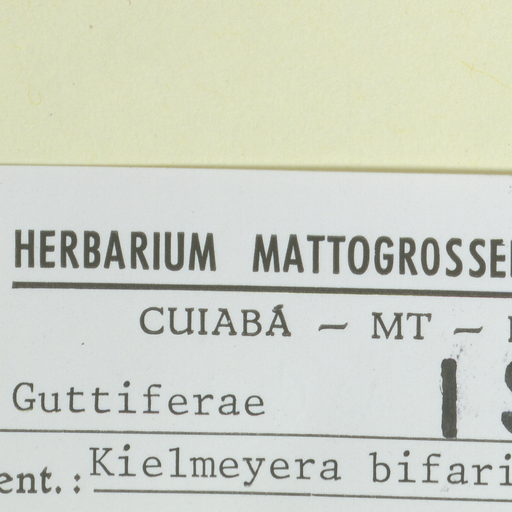 HERBARIUM MATTOGROSSE
CUIABÁ - MT -
Guttiferae
ent.: Kielmeyera bifari